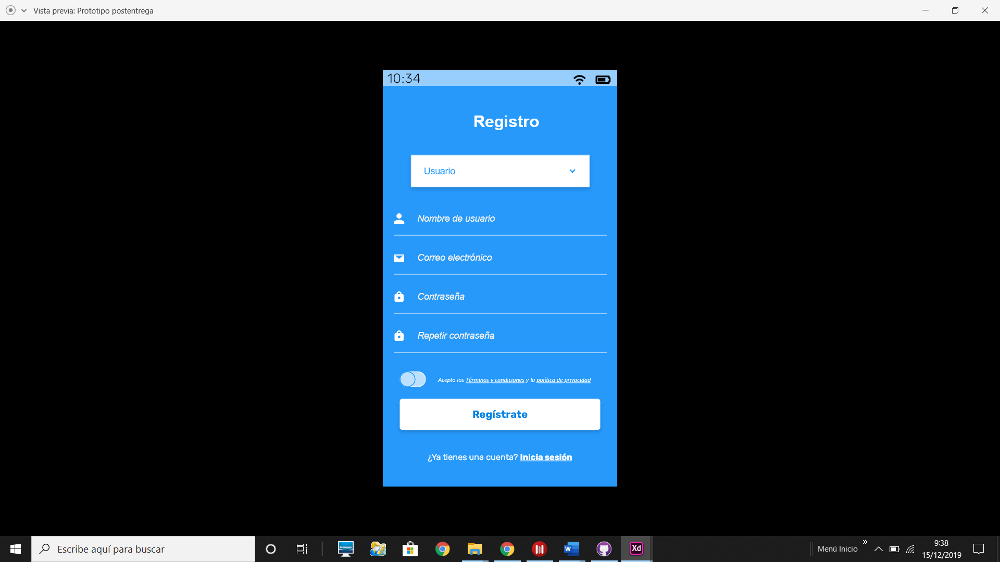 Vista previa: Prototipo postentrega
10:34
Registro
Usuario
Nombre de usuario
Correo electrónico
Contraseña
Repetir contraseña
Acepto los Términos y condiciones y la política de privacidad
Regístrate
¿Ya tienes una cuenta? Inicia sesión
Escribe aquí para buscar
W
Xd
Menú Inicio
9:38
15/12/2019